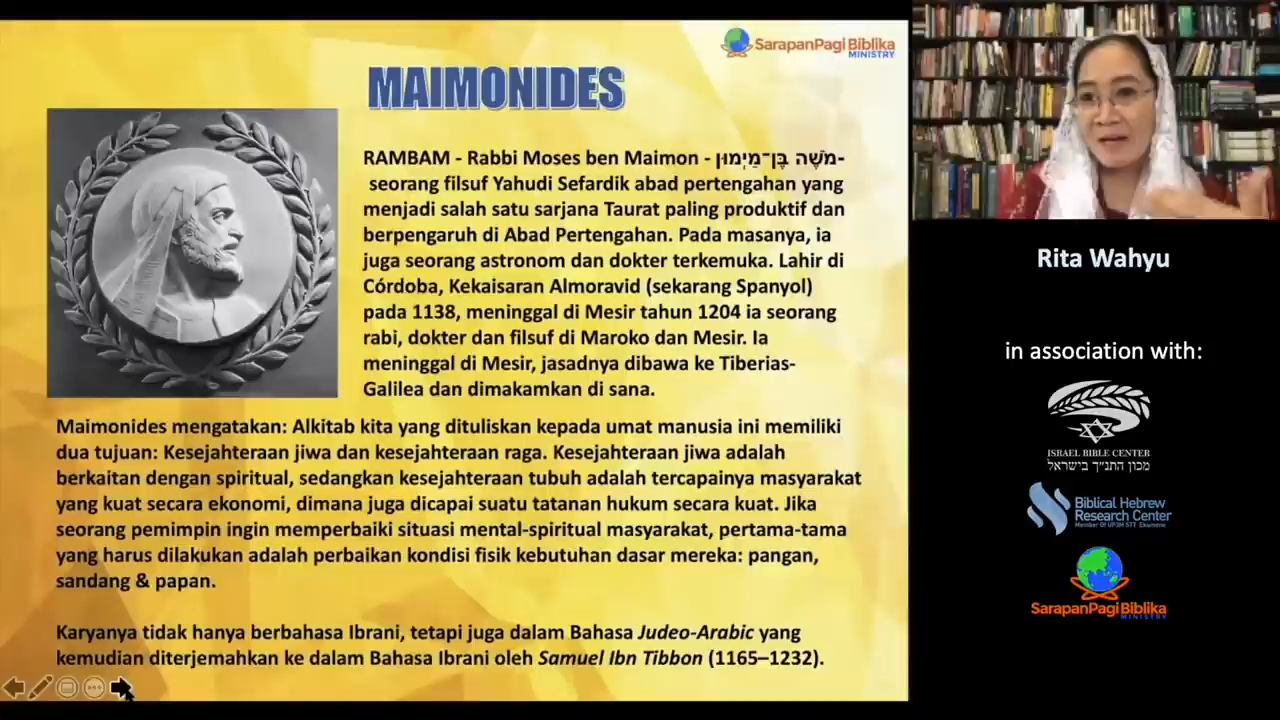 SarapanPagi Biblika
MINISTRY
MAIMONIDES
RAMBAM - Rabbi Moses ben Maimon - מֹשֶׁה בֶּן־מַיְמוּן-
seorang filsuf Yahudi Sefardik abad pertengahan yang
menjadi salah satu sarjana Taurat paling produktif dan
berpengaruh di Abad Pertengahan. Pada masanya, ia
juga seorang astronom dan dokter terkemuka. Lahir di
Córdoba, Kekaisaran Almoravid (sekarang Spanyol)
pada 1138, meninggal di Mesir tahun 1204 ia seorang
rabi, dokter dan filsuf di Maroko dan Mesir. Ia
meninggal di Mesir, jasadnya dibawa ke Tiberias-
Galilea dan dimakamkan di sana.
Maimonides mengatakan: Alkitab kita yang dituliskan kepada umat manusia ini memiliki
dua tujuan: Kesejahteraan jiwa dan kesejahteraan raga. Kesejahteraan jiwa adalah
berkaitan dengan spiritual, sedangkan kesejahteraan tubuh adalah tercapainya masyarakat
yang kuat secara ekonomi, dimana juga dicapai suatu tatanan hukum secara kuat. Jika
seorang pemimpin ingin memperbaiki situasi mental-spiritual masyarakat, pertama-tama
yang harus dilakukan adalah perbaikan kondisi fisik kebutuhan dasar mereka: pangan,
sandang & papan.
Karyanya tidak hanya berbahasa Ibrani, tetapi juga dalam Bahasa Judeo-Arabic yang
kemudian diterjemahkan ke dalam Bahasa Ibrani oleh Samuel Ibn Tibbon (1165–1232).
Rita Wahyu
in association with:
ISRAEL BIBLE CENTER
מכון התנ״ך בישראל
Biblical Hebrew
Research Center
Member Of UP3M STT Ekumene
SarapanPagi Biblika
MINISTRY